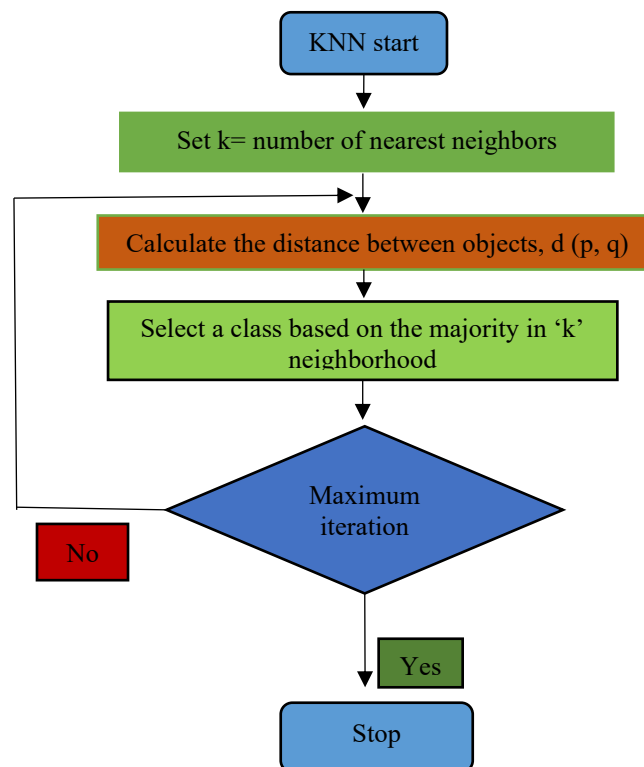 KNN start
Set k= number of nearest neighbors
Calculate the distance between objects, d (p, q)
Select a class based on the majority in ‘k’
neighborhood
Maximum
iteration
No
Yes
Stop